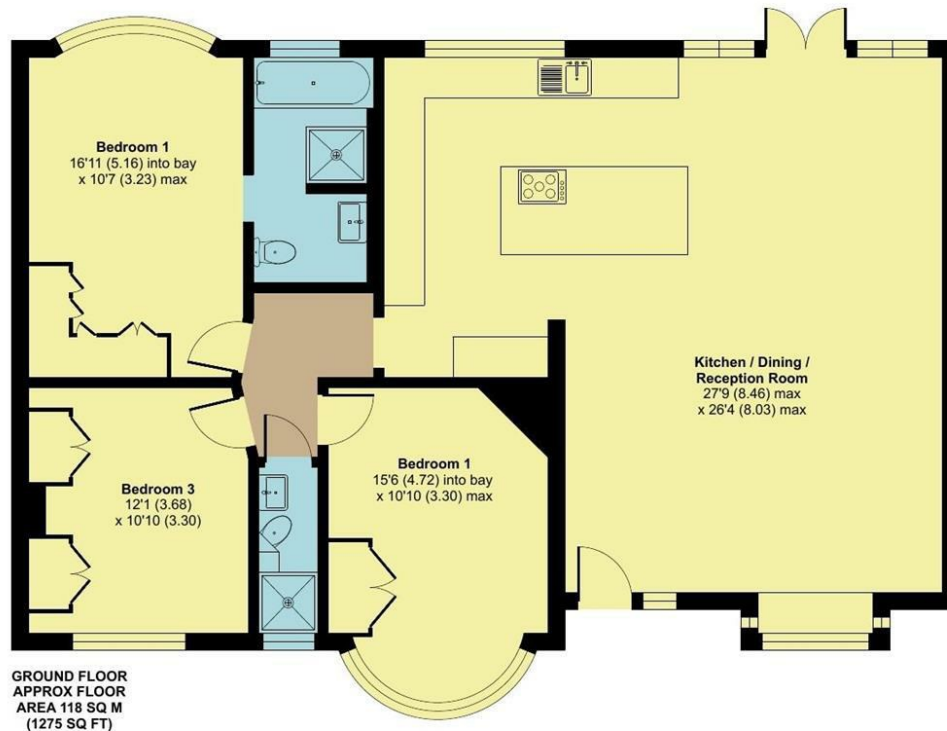 Bedroom 1
16'11 (5.16) into bay
x 10'7 (3.23) max
Kitchen / Dining /
Reception Room
27'9 (8.46) max
x 26'4 (8.03) max
Bedroom 3
12'1 (3.68)
x 10'10 (3.30)
Bedroom 1
15'6 (4.72) into bay
x 10'10 (3.30) max
GROUND FLOOR
APPROX FLOOR
AREA 118 SQ M
(1275 SQ FT)